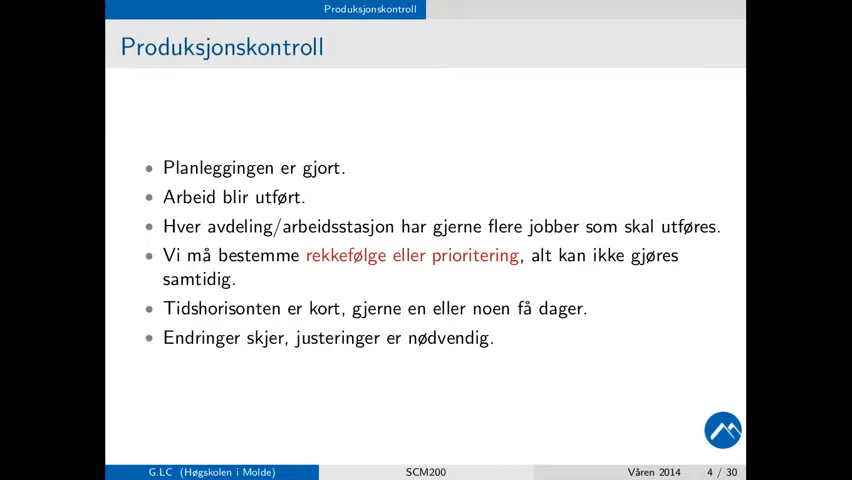 Produksjonskontroll
Produksjonskontroll
Planleggingen er gjort.
Arbeid blir utført.
Hver avdeling/arbeidsstasjon har gjerne flere jobber som skal utføres.
Vi må bestemme rekkefølge eller prioritering, alt kan ikke gjøres
samtidig.
Tidshorisonten er kort, gjerne en eller noen få dager.
Endringer skjer, justeringer er nødvendig.
G.LC (Høgskolen i Molde) SCM200 Våren 2014 4 / 30